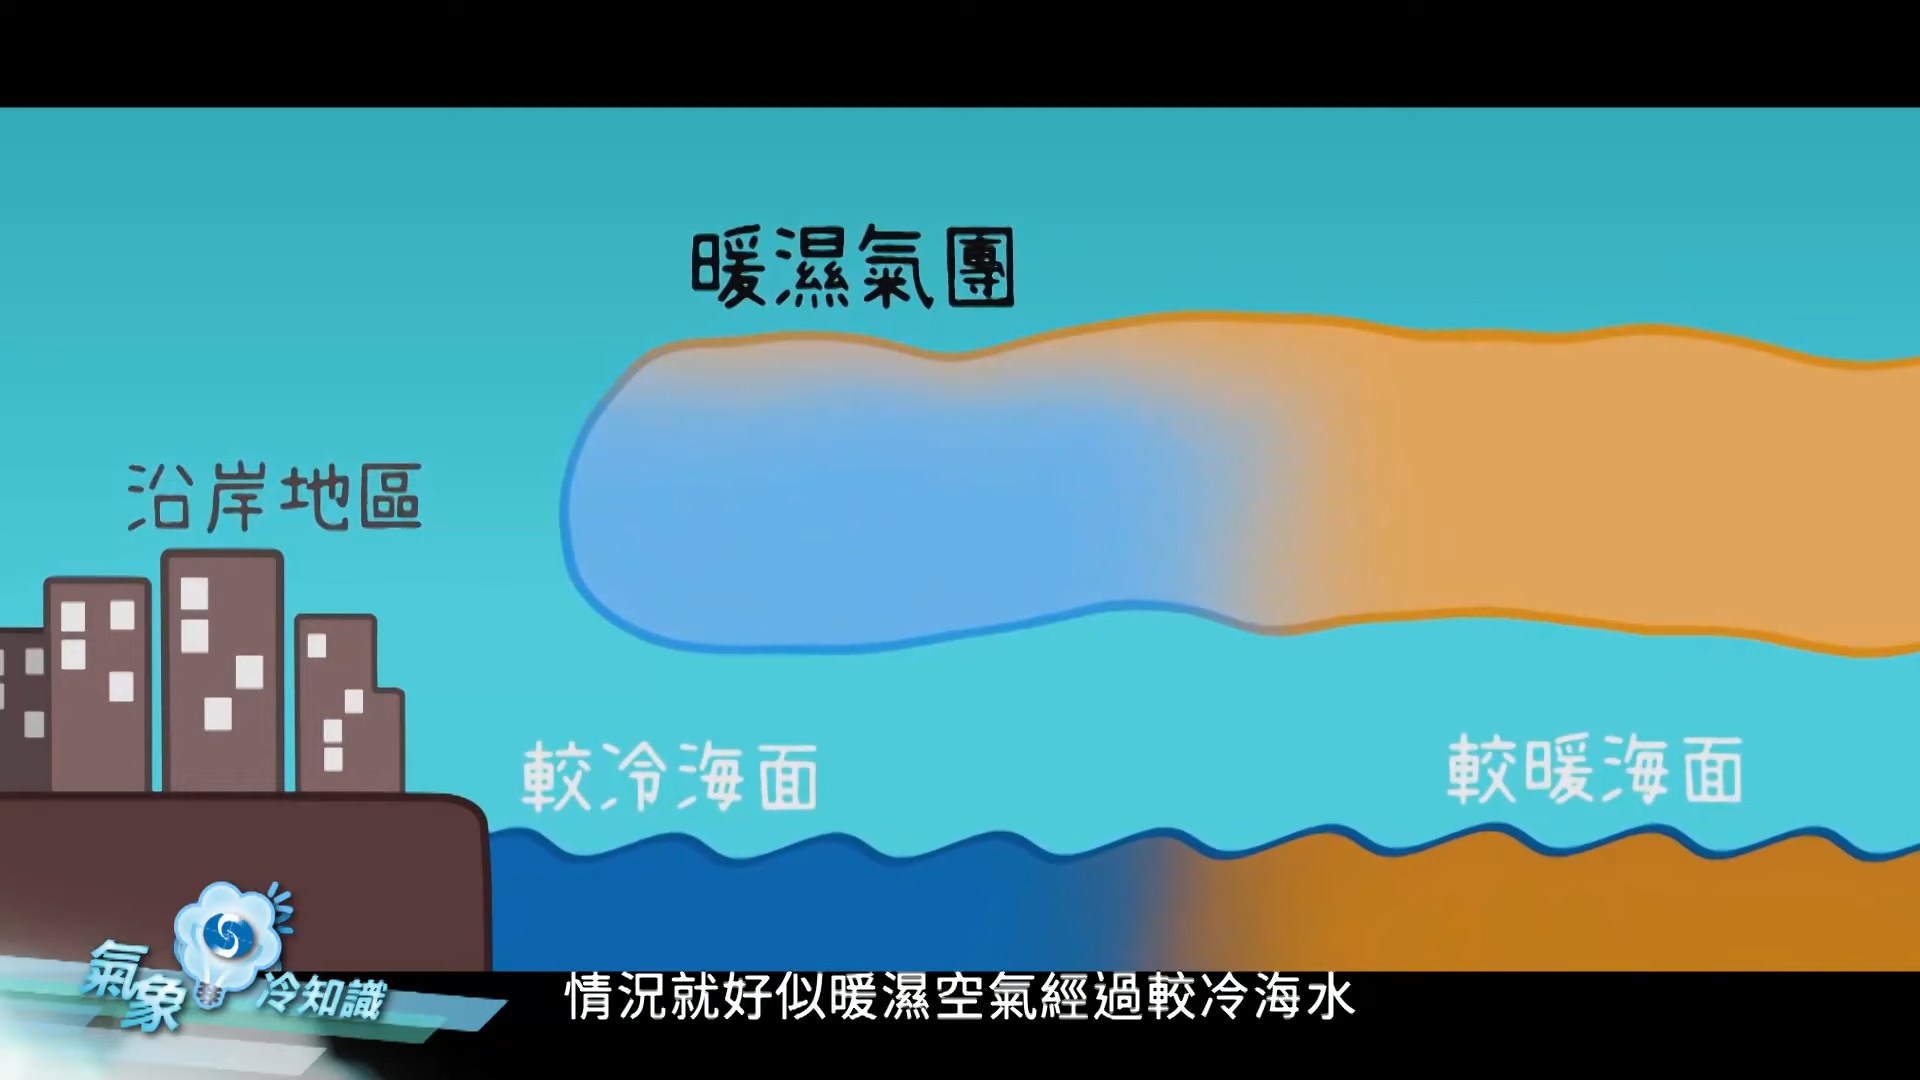 暖濕氣團
沿岸地區
較冷海面
較暖海面
氣象冷知識
情況就好似暖濕空氣經過較冷海水